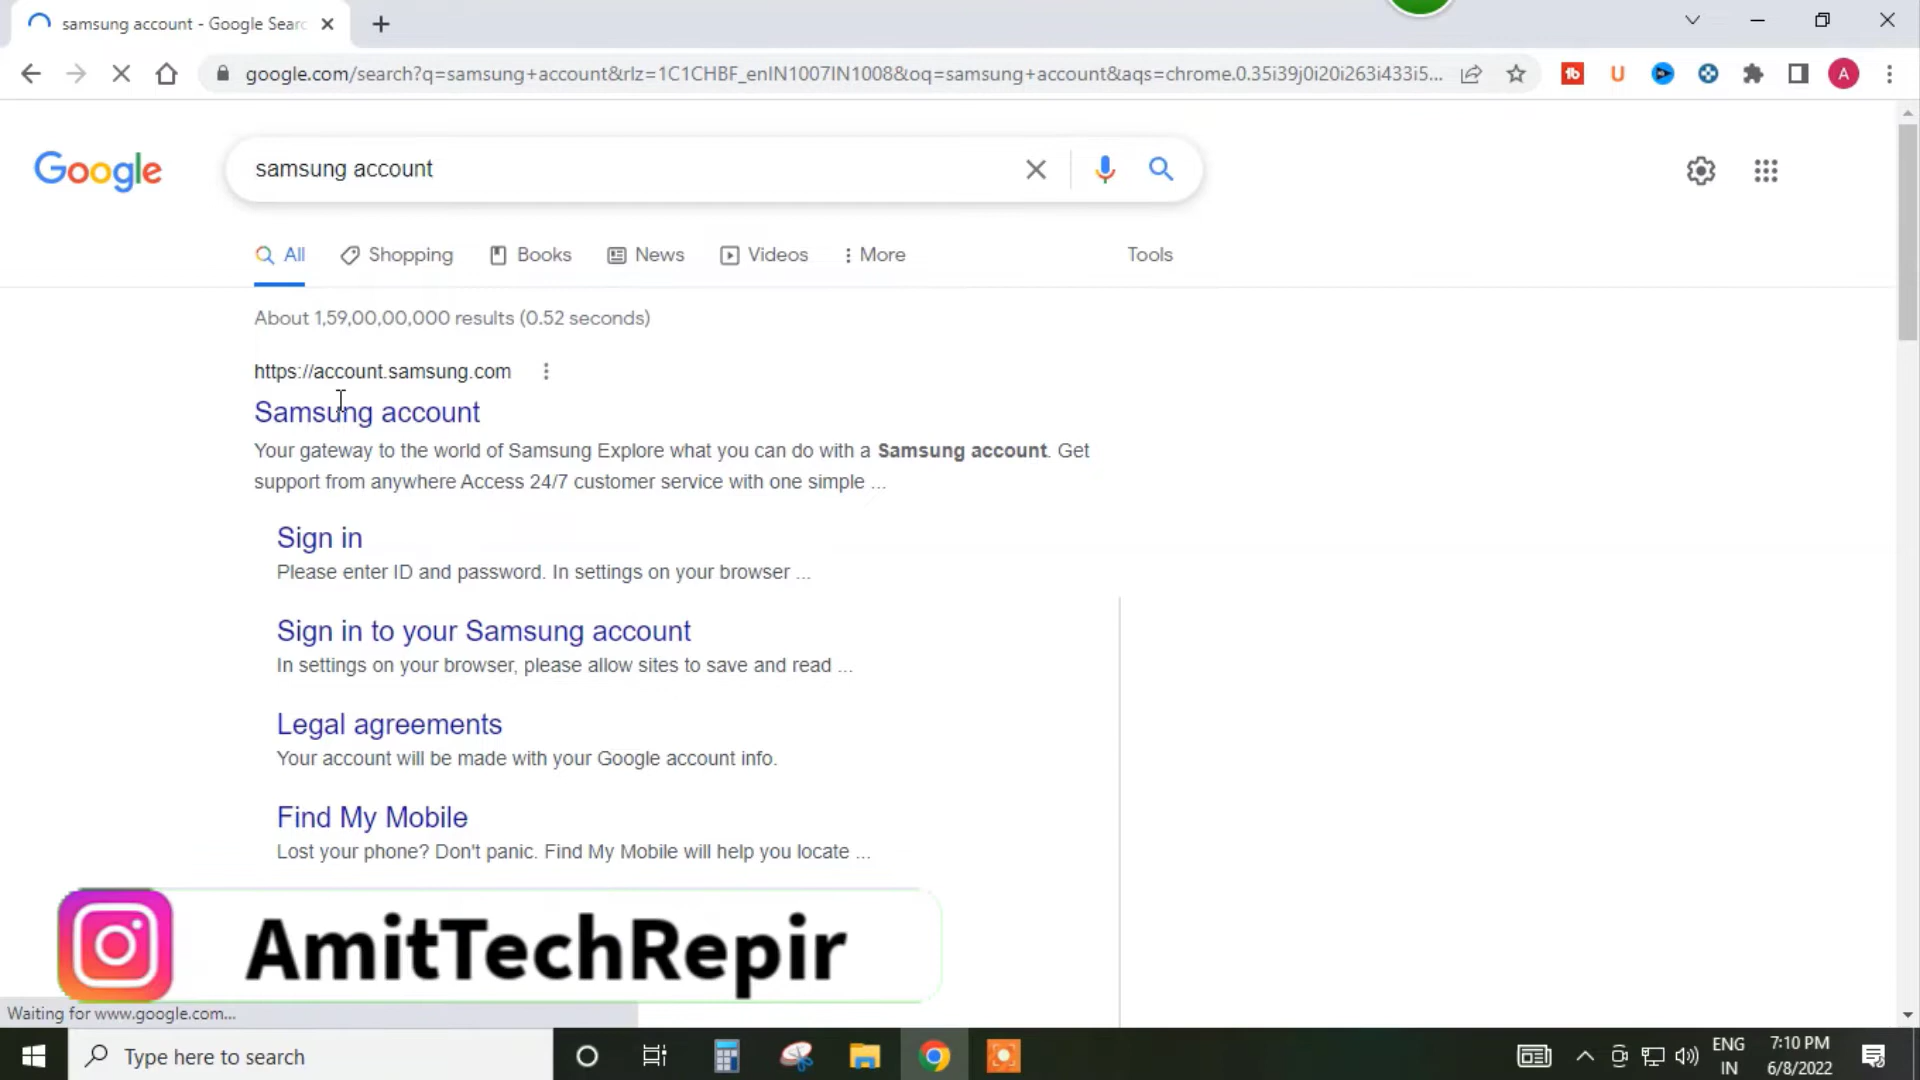 samsung account - Google Searc
google.com/search?q=samsung+account&rlz=1C1CHBF_enIN1007IN1008&oq=samsung+account&aqs=chrome.0.35i39j0i20i263i433i5...
A
Google
samsung account
All
Shopping
Books
News
Videos
More
Tools
About 1,59,00,00,000 results (0.52 seconds)
https://account.samsung.com
Samsung account
Your gateway to the world of Samsung Explore what you can do with a Samsung account. Get
support from anywhere Access 24/7 customer service with one simple ...
Sign in
Please enter ID and password. In settings on your browser ...
Sign in to your Samsung account
In settings on your browser, please allow sites to save and read ...
Legal agreements
Your account will be made with your Google account info.
Find My Mobile
Lost your phone? Don't panic. Find My Mobile will help you locate ...
AmitTechRepir
Waiting for www.google.com...
Type here to search
ENG
IN
7:10 PM
6/8/2022